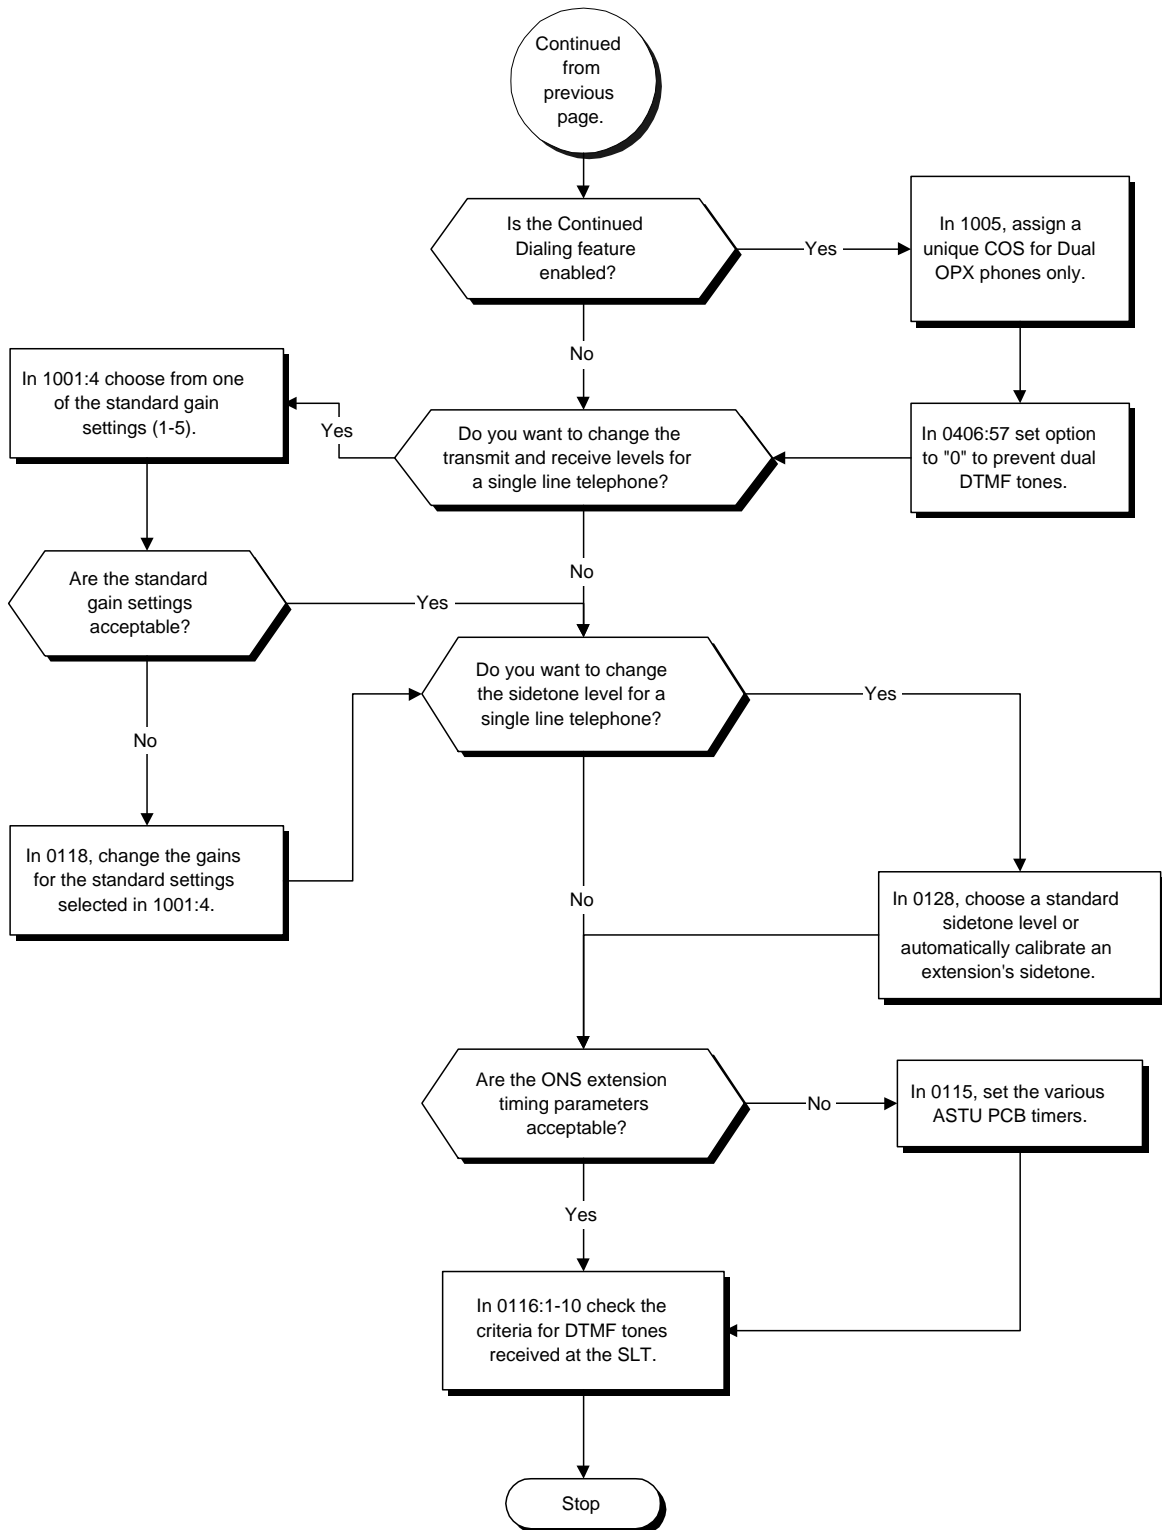 Continued
from
previous
page.
Is the Continued
Dialing feature
enabled?
Yes
In 1005, assign a
unique COS for Dual
OPX phones only.
No
In 1001:4 choose from one
of the standard gain
settings (1-5).
Yes
Do you want to change the
transmit and receive levels for
a single line telephone?
In 0406:57 set option
to "0" to prevent dual
DTMF tones.
No
Are the standard
gain settings
acceptable?
Yes
Do you want to change
the sidetone level for a
single line telephone?
Yes
No
In 0118, change the gains
for the standard settings
selected in 1001:4.
No
In 0128, choose a standard
sidetone level or
automatically calibrate an
extension's sidetone.
Are the ONS extension
timing parameters
acceptable?
No
In 0115, set the various
ASTU PCB timers.
Yes
In 0116:1-10 check the
criteria for DTMF tones
received at the SLT.
Stop